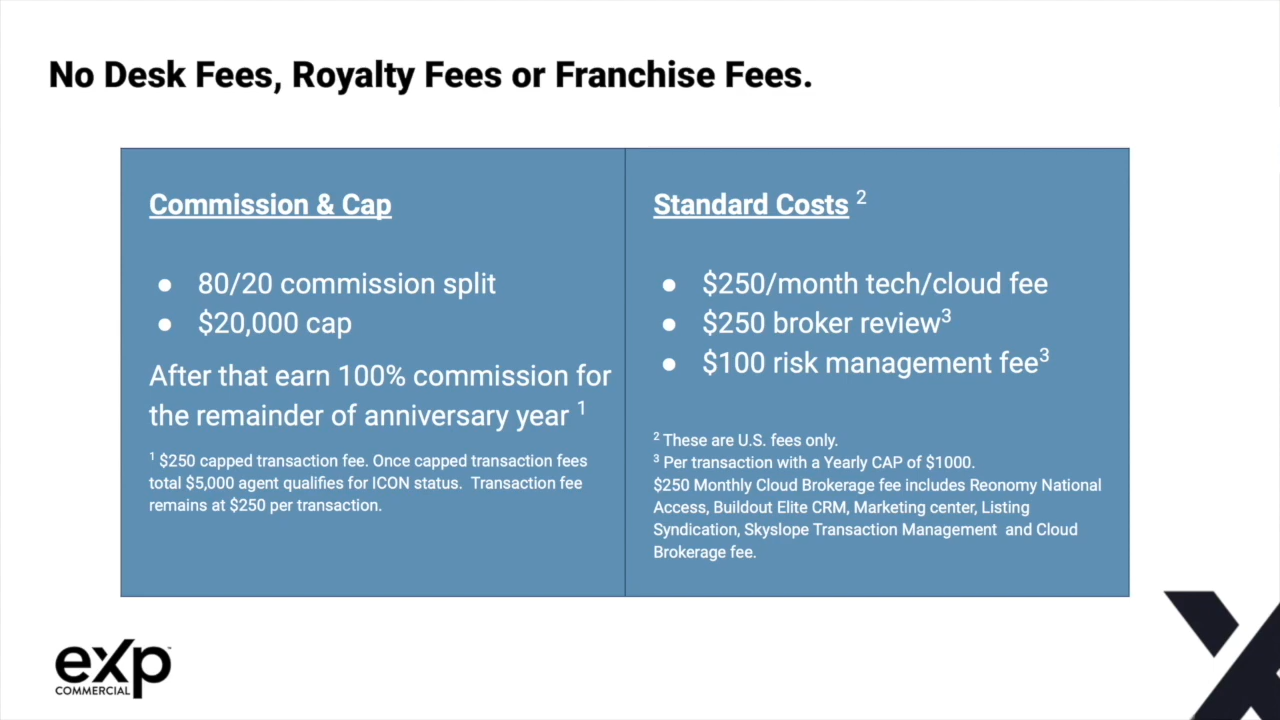 No Desk Fees, Royalty Fees or Franchise Fees.
Commission & Cap
● 80/20 commission split
● $20,000 cap
After that earn 100% commission for
the remainder of anniversary year ¹
¹ $250 capped transaction fee. Once capped transaction fees
total $5,000 agent qualifies for ICON status.  Transaction fee
remains at $250 per transaction.
Standard Costs ²
● $250/month tech/cloud fee
● $250 broker review³
● $100 risk management fee³
² These are U.S. fees only.
³ Per transaction with a Yearly CAP of $1000.
$250 Monthly Cloud Brokerage fee includes Reonomy National
Access, Buildout Elite CRM, Marketing center, Listing
Syndication, Skyslope Transaction Management  and Cloud
Brokerage fee.
exp
COMMERCIAL